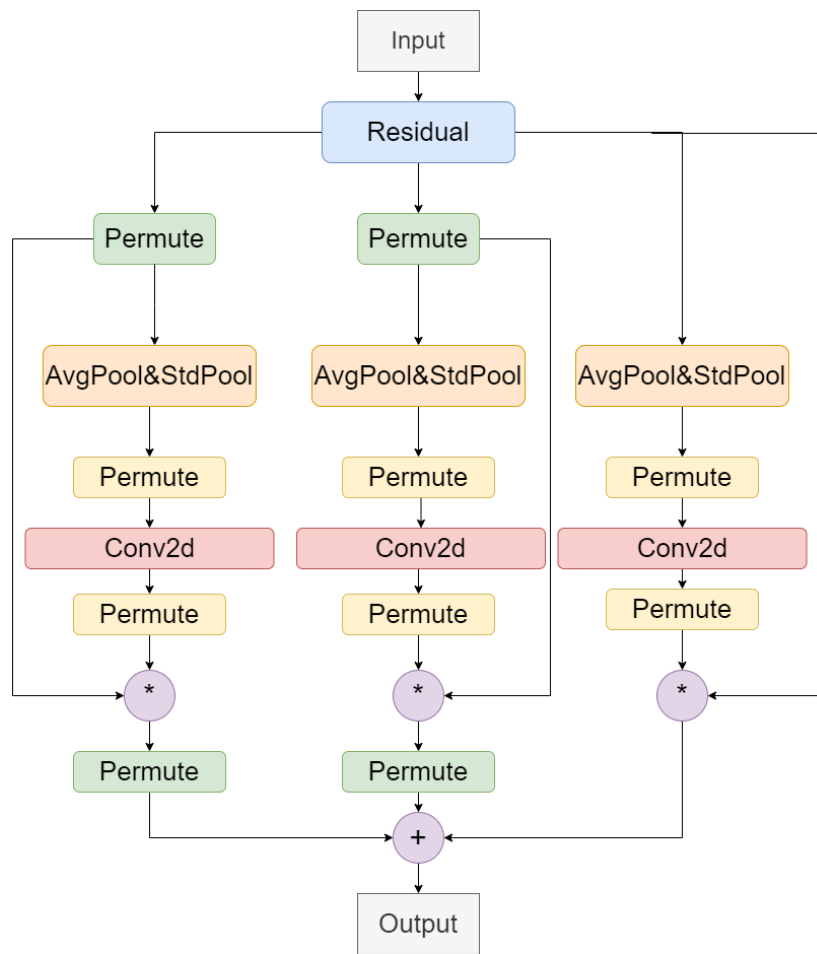 Input
Residual
Permute
Permute
AvgPool&StdPool
AvgPool&StdPool
AvgPool&StdPool
Permute
Permute
Permute
Conv2d
Conv2d
Conv2d
Permute
Permute
Permute
*
*
*
Permute
Permute
+
Output